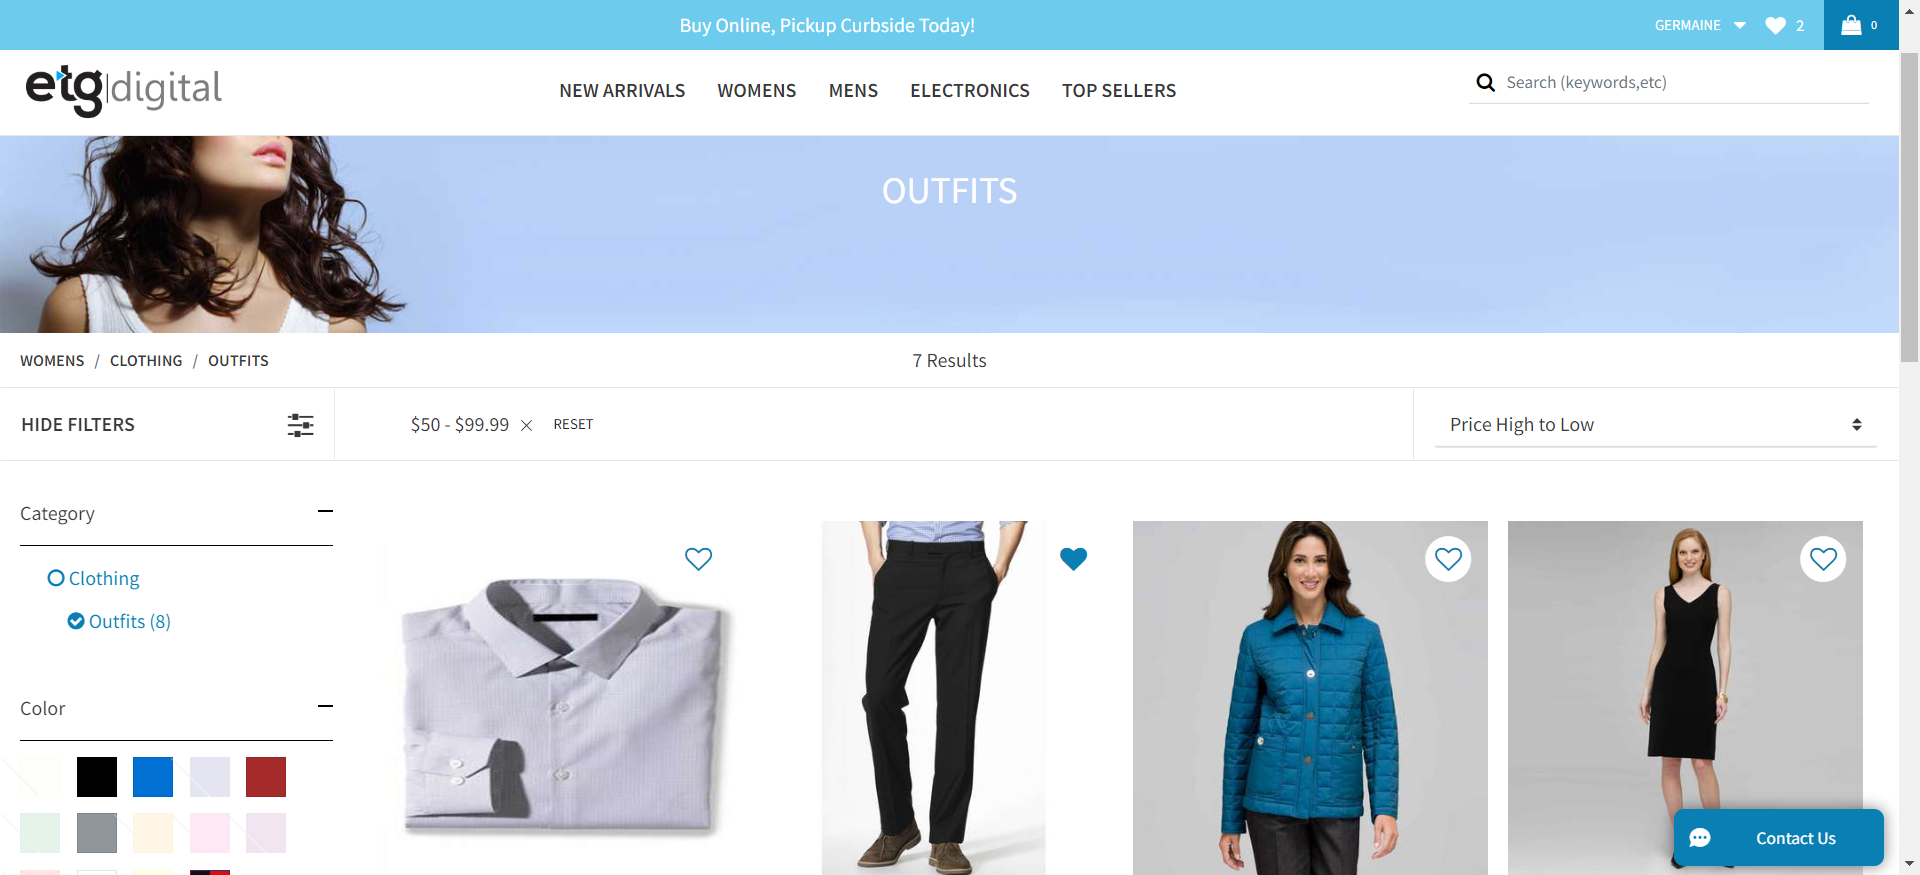 Buy Online, Pickup Curbside Today!
GERMAINE
2
0
etg|digital
NEW ARRIVALS
WOMENS
MENS
ELECTRONICS
TOP SELLERS
Search (keywords,etc)
OUTFITS
WOMENS / CLOTHING / OUTFITS
7 Results
HIDE FILTERS
$50 - $99.99 ×
RESET
Price High to Low
Category
Clothing
Outfits (8)
Color
Contact Us